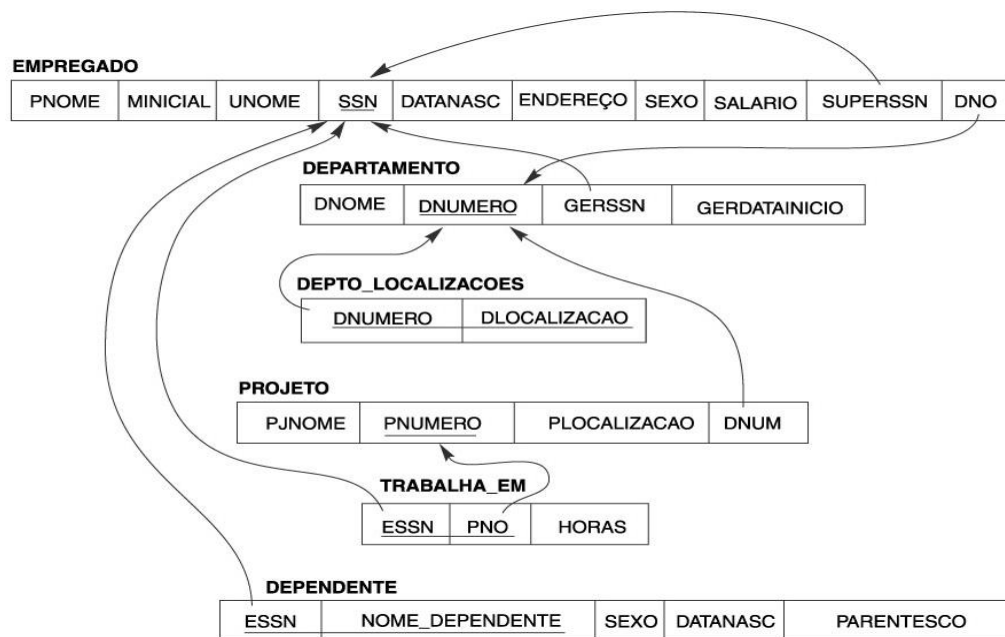 EMPREGADO
PNOME MINICIAL UNOME SSN DATANASC ENDEREÇO SEXO SALARIO SUPERSSN DNO
DEPARTAMENTO
DNOME DNUMERO GERSSN GERDATAINICIO
DEPTO_LOCALIZACOES
DNUMERO DLOCALIZACAO
PROJETO
PJNOME PNUMERO PLOCALIZACAO DNUM
TRABALHA_EM
ESSN PNO HORAS
DEPENDENTE
ESSN NOME_DEPENDENTE SEXO DATANASC PARENTESCO